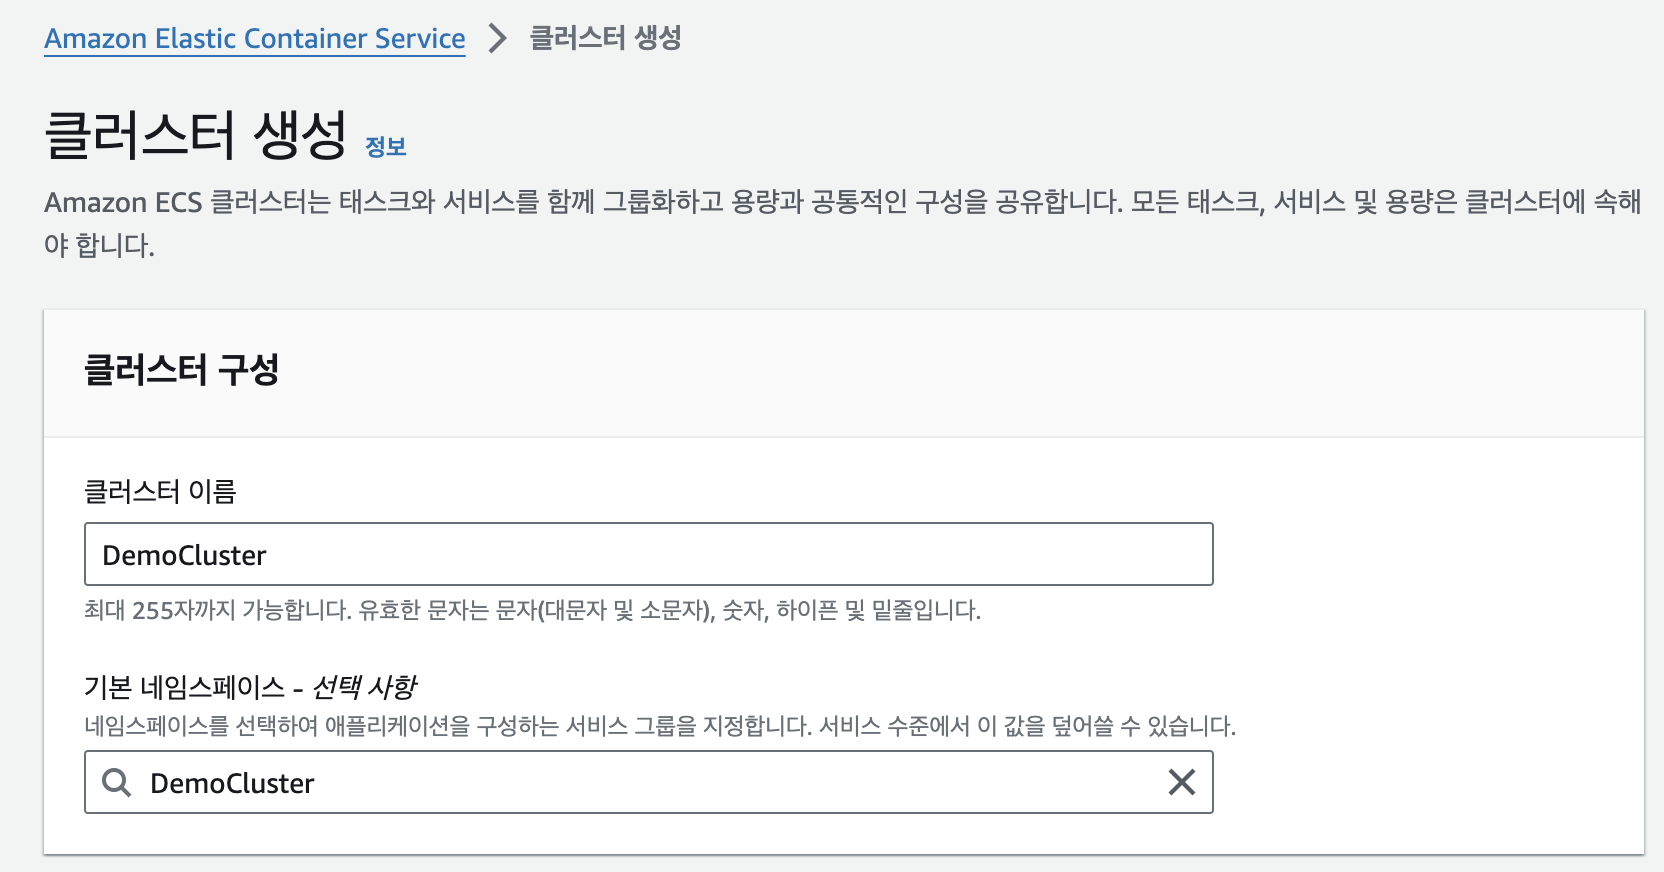 Amazon Elastic Container Service > 클러스터 생성
클러스터 생성 정보
Amazon ECS 클러스터는 태스크와 서비스를 함께 그룹화하고 용량과 공통적인 구성을 공유합니다. 모든 태스크, 서비스 및 용량은 클러스터에 속해
야 합니다.
클러스터 구성
클러스터 이름
DemoCluster
최대 255자까지 가능합니다. 유효한 문자는 문자(대문자 및 소문자), 숫자, 하이픈 및 밑줄입니다.
기본 네임스페이스 - 선택 사항
네임스페이스를 선택하여 애플리케이션을 구성하는 서비스 그룹을 지정합니다. 서비스 수준에서 이 값을 덮어쓸 수 있습니다.
DemoCluster